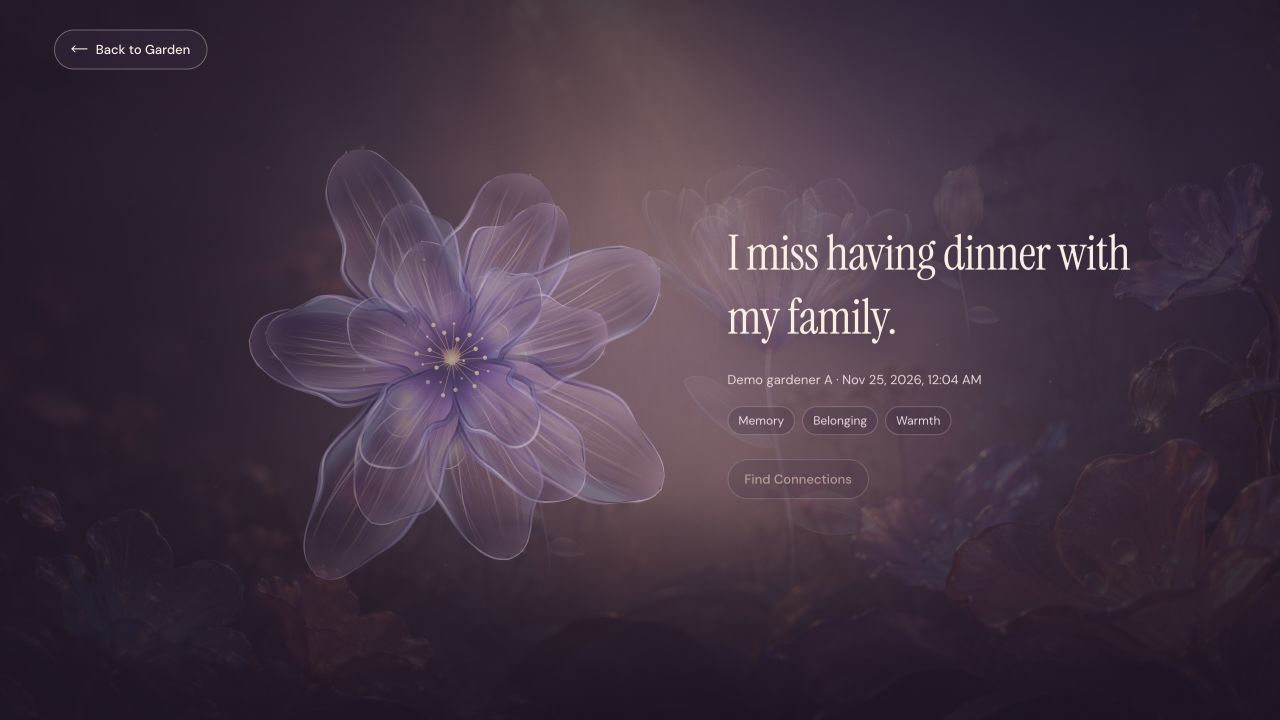 ← Back to Garden
I miss having dinner with
my family.
Demo gardener A · Nov 25, 2026, 12:04 AM
Memory Belonging Warmth
Find Connections